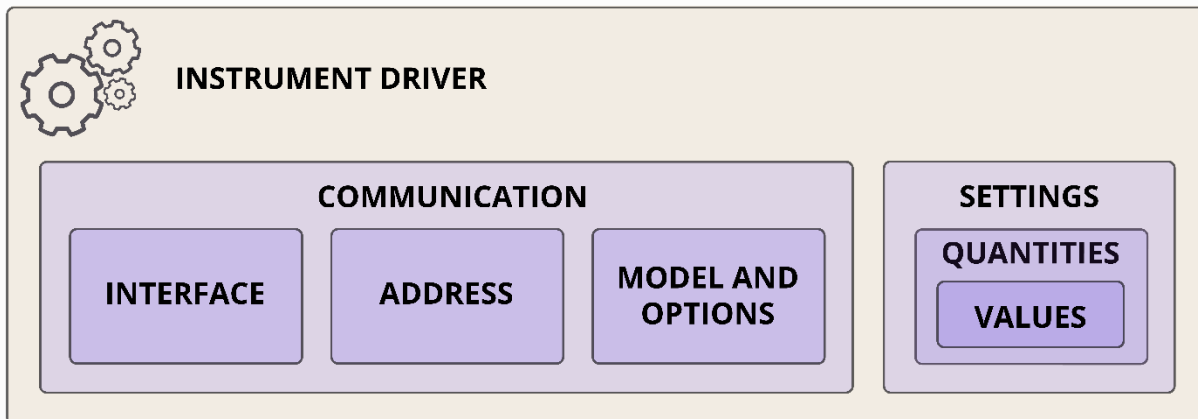 INSTRUMENT DRIVER
COMMUNICATION
INTERFACE
ADDRESS
MODEL AND
OPTIONS
SETTINGS
QUANTITIES
VALUES